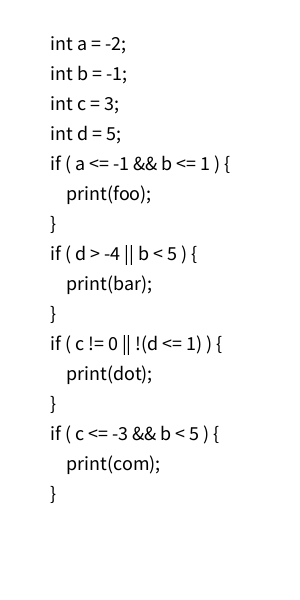 int a = -2;
int b = -1;
int c = 3;
int d = 5;
if ( a <= -1 && b <= 1 ) {
    print(foo);
}
if ( d > -4 || b < 5 ) {
    print(bar);
}
if ( c != 0 || !(d <= 1) ) {
    print(dot);
}
if ( c <= -3 && b < 5 ) {
    print(com);
}